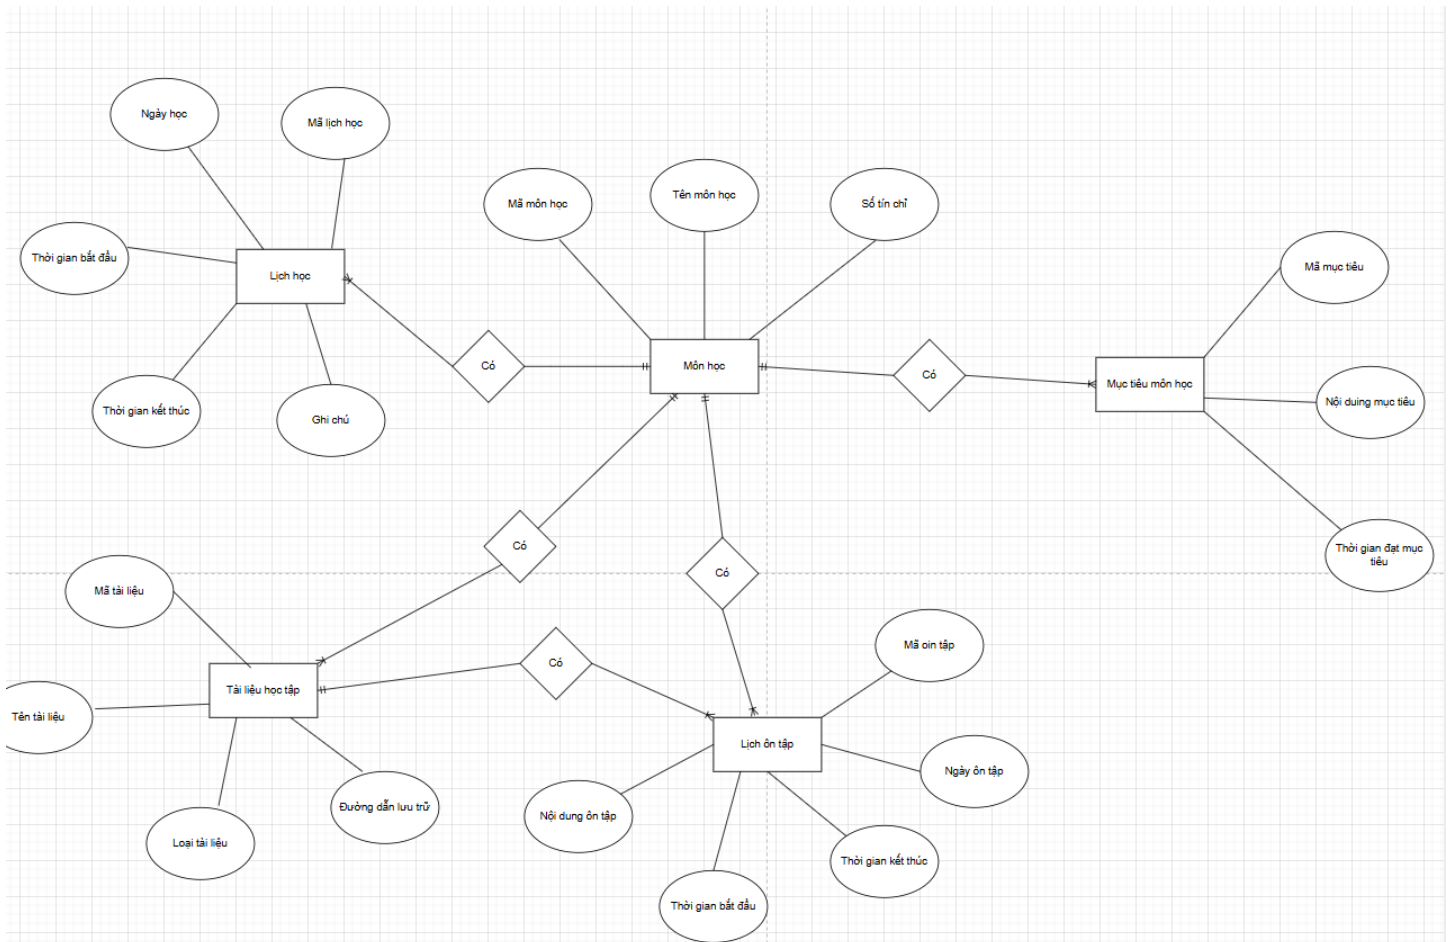 Ngày học
Mã lịch học
Mã môn học
Tên môn học
Số tín chỉ
Thời gian bắt đầu
Lịch học
Mã mục tiêu
Có
Môn học
Có
Mục tiêu môn học
Thời gian kết thúc
Ghi chú
Nội duing mục tiêu
Có
Có
Thời gian đạt mục
tiêu
Mã tài liệu
Có
Mã oin tập
Tài liệu học tập
Tên tài liệu
Lịch ôn tập
Ngày ôn tập
Đường dẫn lưu trữ
Nội dung ôn tập
Loại tài liệu
Thời gian kết thúc
Thời gian bắt đầu